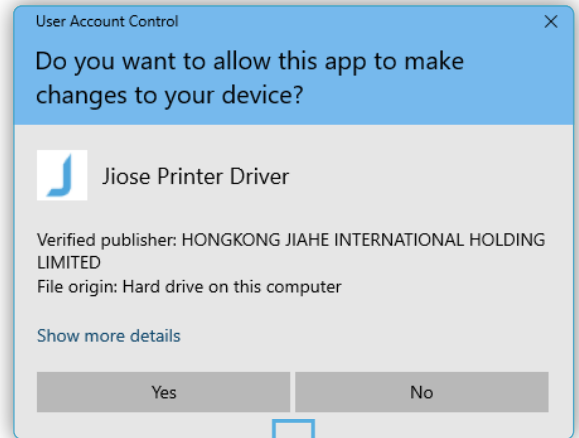 User Account Control
Do you want to allow this app to make
changes to your device?
Jiose Printer Driver
Verified publisher: HONGKONG JIAHE INTERNATIONAL HOLDING
LIMITED
File origin: Hard drive on this computer
Show more details
Yes
No